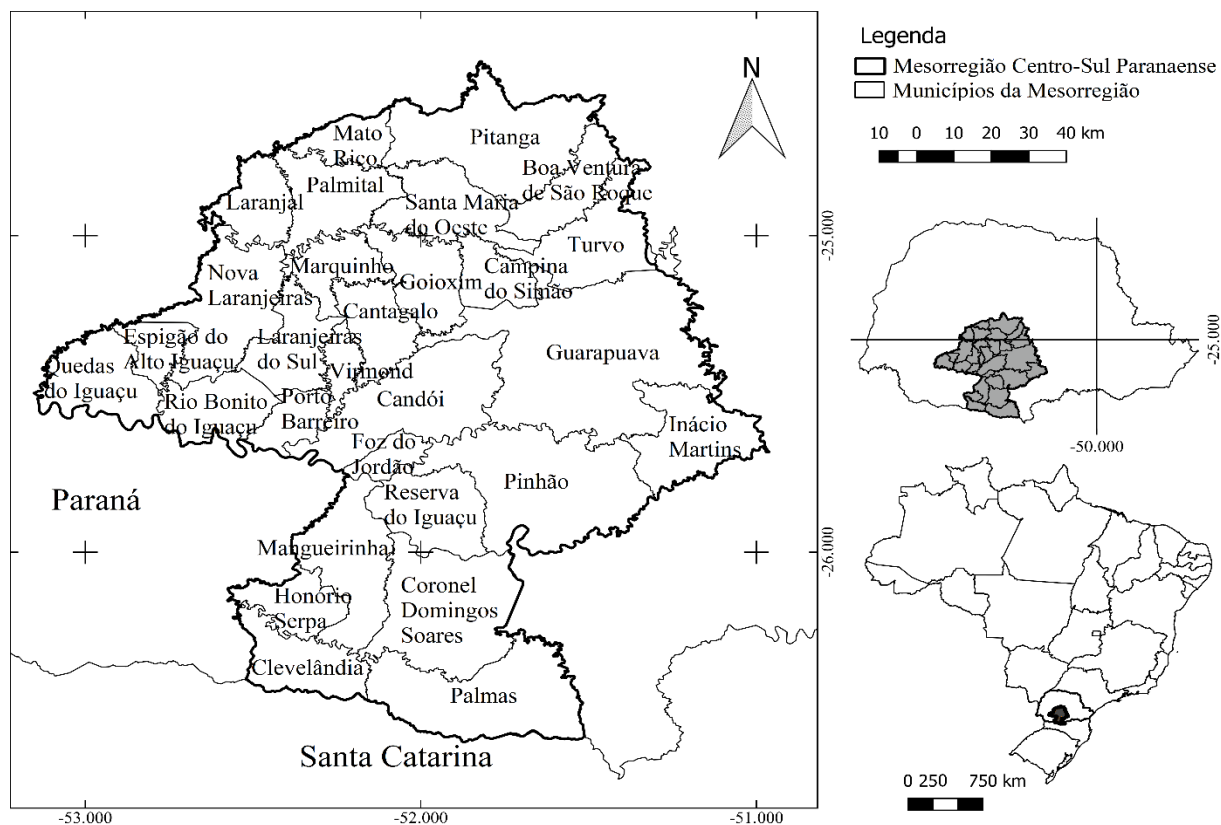 Mato
Rico
Pitanga
Boa Ventura
de São Roque
Laranjal
Palmital
Santa Maria
do Oeste
Turvo
Nova
Laranjeiras
Marquinho
Goioxim
Campina
do Simão
Cantagalo
Espigão do
Alto Iguaçu
Laranjeiras
do Sul
Guarapuava
Quedas
do Iguaçu
Virmond
Rio Bonito
do Iguaçu
Porto
Barreiro
Candói
Inácio
Martins
Foz do
Jordão
Pinhão
Reserva
do Iguaçu
Paraná
Mangueirinha
Honório
Serpa
Coronel
Domingos
Soares
Clevelândia
Palmas
Santa Catarina
-53.000
-52.000
-51.000
-25.000
-26.000
N
Legenda
Mesorregião Centro-Sul Paranaense
Municípios da Mesorregião
10 0 10 20 30 40 km
-25.000
-50.000
0 250 750 km